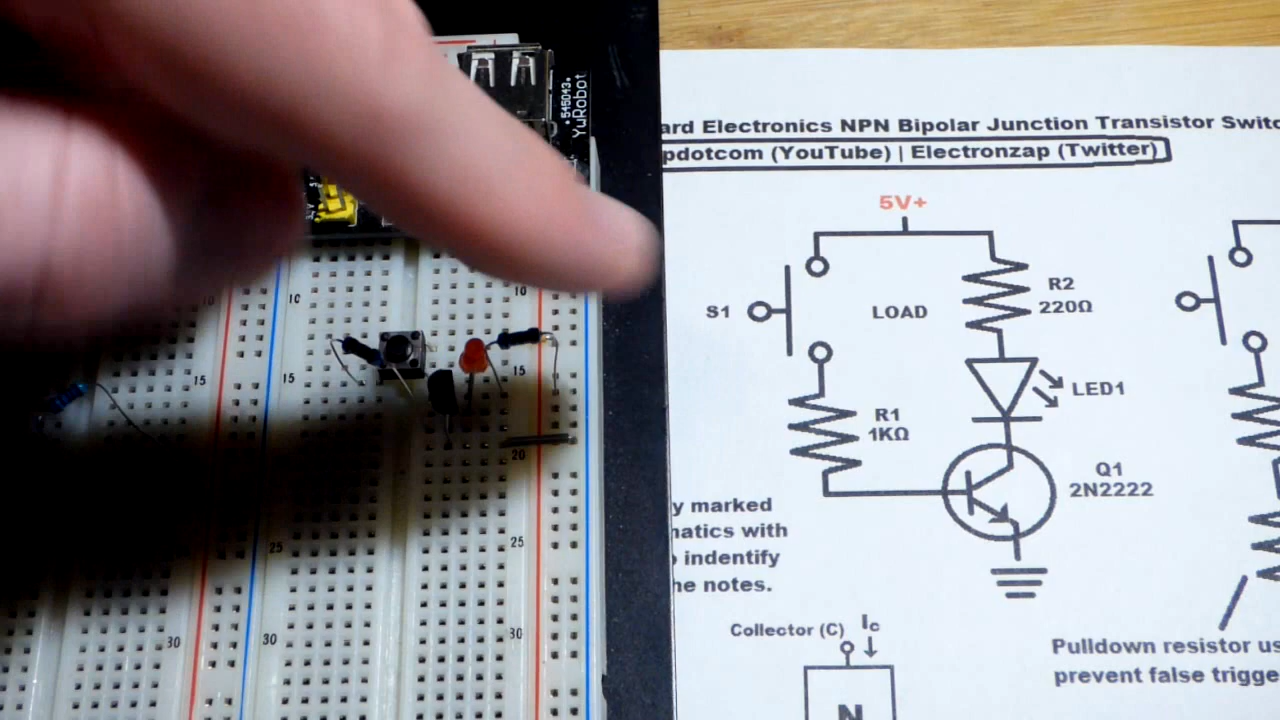 545043
YwRobot
10
10
10
15
15
15
20
25
25
30
30
30
ard Electronics NPN Bipolar Junction Transistor Switc
pdotcom (YouTube) | Electronzap (Twitter)
5V+
S1
LOAD
R2
220Ω
LED1
R1
1KΩ
Q1
2N2222
y marked
natics with
indentify
he notes.
Collector (C)
Ic
N
Pulldown resistor us
prevent false trigge